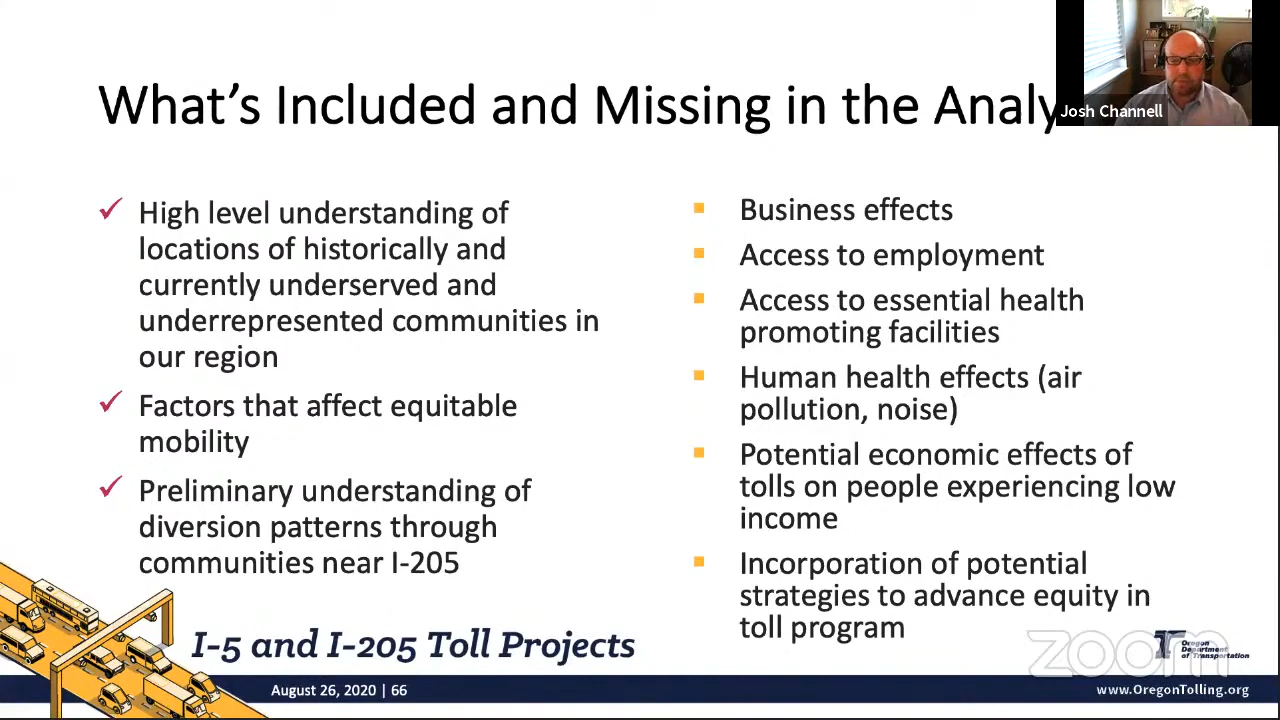 What's Included and Missing in the Analy
Josh Channell
✓ High level understanding of
locations of historically and
currently underserved and
underrepresented communities in
our region
✓ Factors that affect equitable
mobility
✓ Preliminary understanding of
diversion patterns through
communities near I-205
▪ Business effects
▪ Access to employment
▪ Access to essential health
promoting facilities
▪ Human health effects (air
pollution, noise)
▪ Potential economic effects of
tolls on people experiencing low
income
▪ Incorporation of potential
strategies to advance equity in
toll program
I-5 and I-205 Toll Projects
zoom
Oregon
Department
of Transportation
August 26, 2020 | 66
www.OregonTolling.org